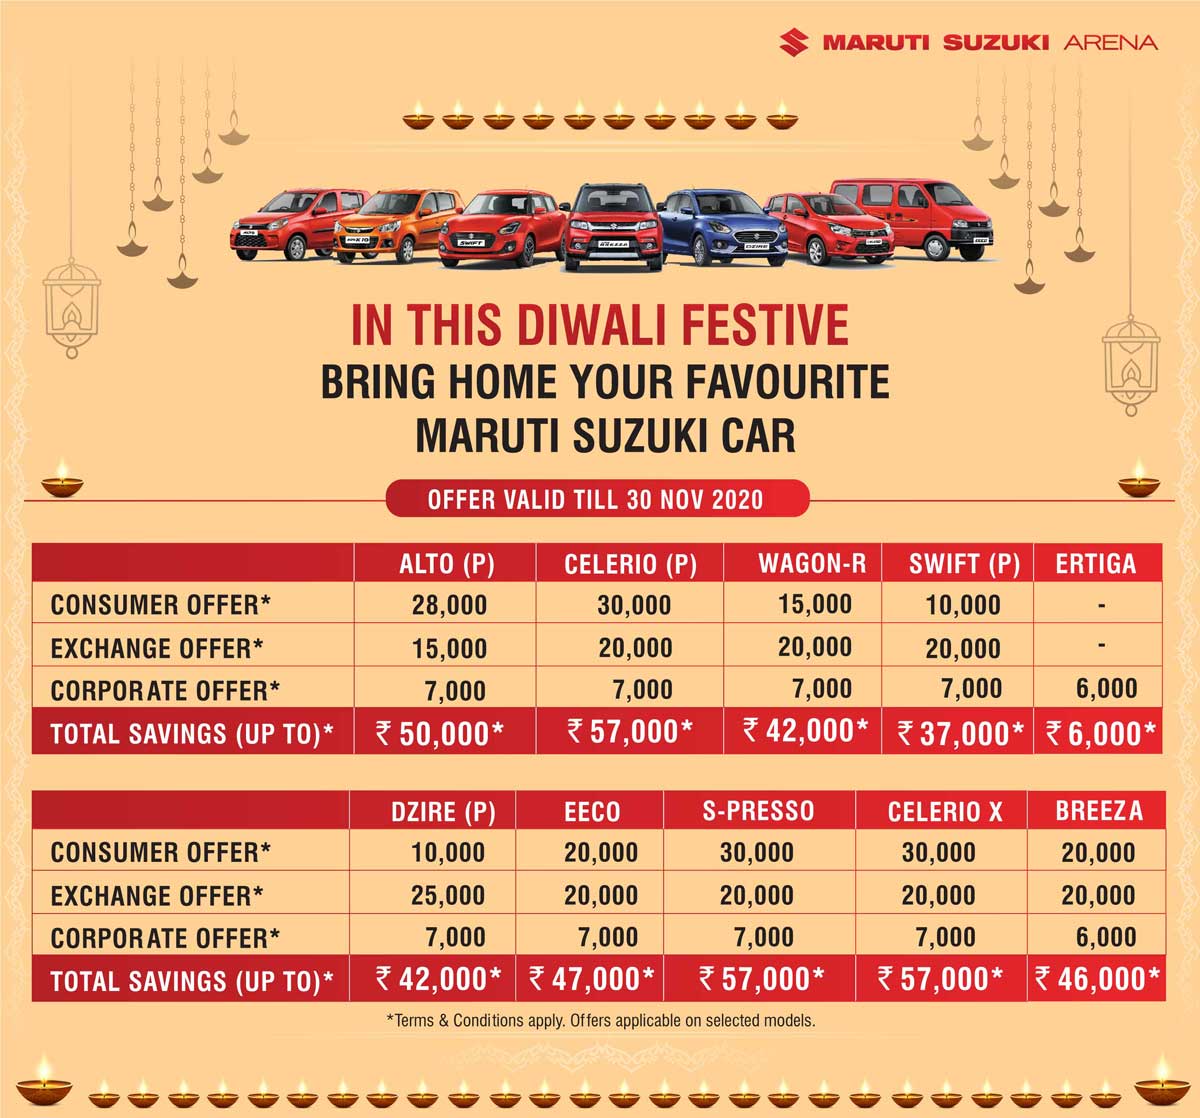 MARUTI SUZUKI ARENA
ALTO
K10
SWIFT
BREZZA
DZIRE
CELERIO
EECO
IN THIS DIWALI FESTIVE
BRING HOME YOUR FAVOURITE
MARUTI SUZUKI CAR
OFFER VALID TILL 30 NOV 2020
ALTO (P) CELERIO (P) WAGON-R SWIFT (P) ERTIGA
CONSUMER OFFER* 28,000 30,000 15,000 10,000 -
EXCHANGE OFFER* 15,000 20,000 20,000 20,000 -
CORPORATE OFFER* 7,000 7,000 7,000 7,000 6,000
TOTAL SAVINGS (UP TO)* ₹ 50,000* ₹ 57,000* ₹ 42,000* ₹ 37,000* ₹ 6,000*
DZIRE (P) EECO S-PRESSO CELERIO X BREEZA
CONSUMER OFFER* 10,000 20,000 30,000 30,000 20,000
EXCHANGE OFFER* 25,000 20,000 20,000 20,000 20,000
CORPORATE OFFER* 7,000 7,000 7,000 7,000 6,000
TOTAL SAVINGS (UP TO)* ₹ 42,000* ₹ 47,000* ₹ 57,000* ₹ 57,000* ₹ 46,000*
*Terms & Conditions apply. Offers applicable on selected models.